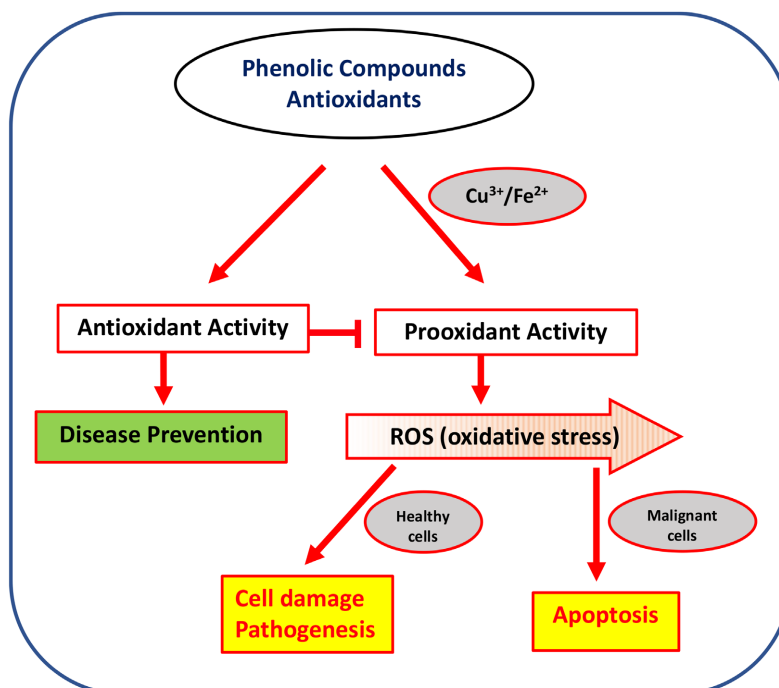 Phenolic Compounds
Antioxidants
Cu³⁺/Fe²⁺
Antioxidant Activity
Prooxidant Activity
Disease Prevention
ROS (oxidative stress)
Healthy
cells
Malignant
cells
Cell damage
Pathogenesis
Apoptosis